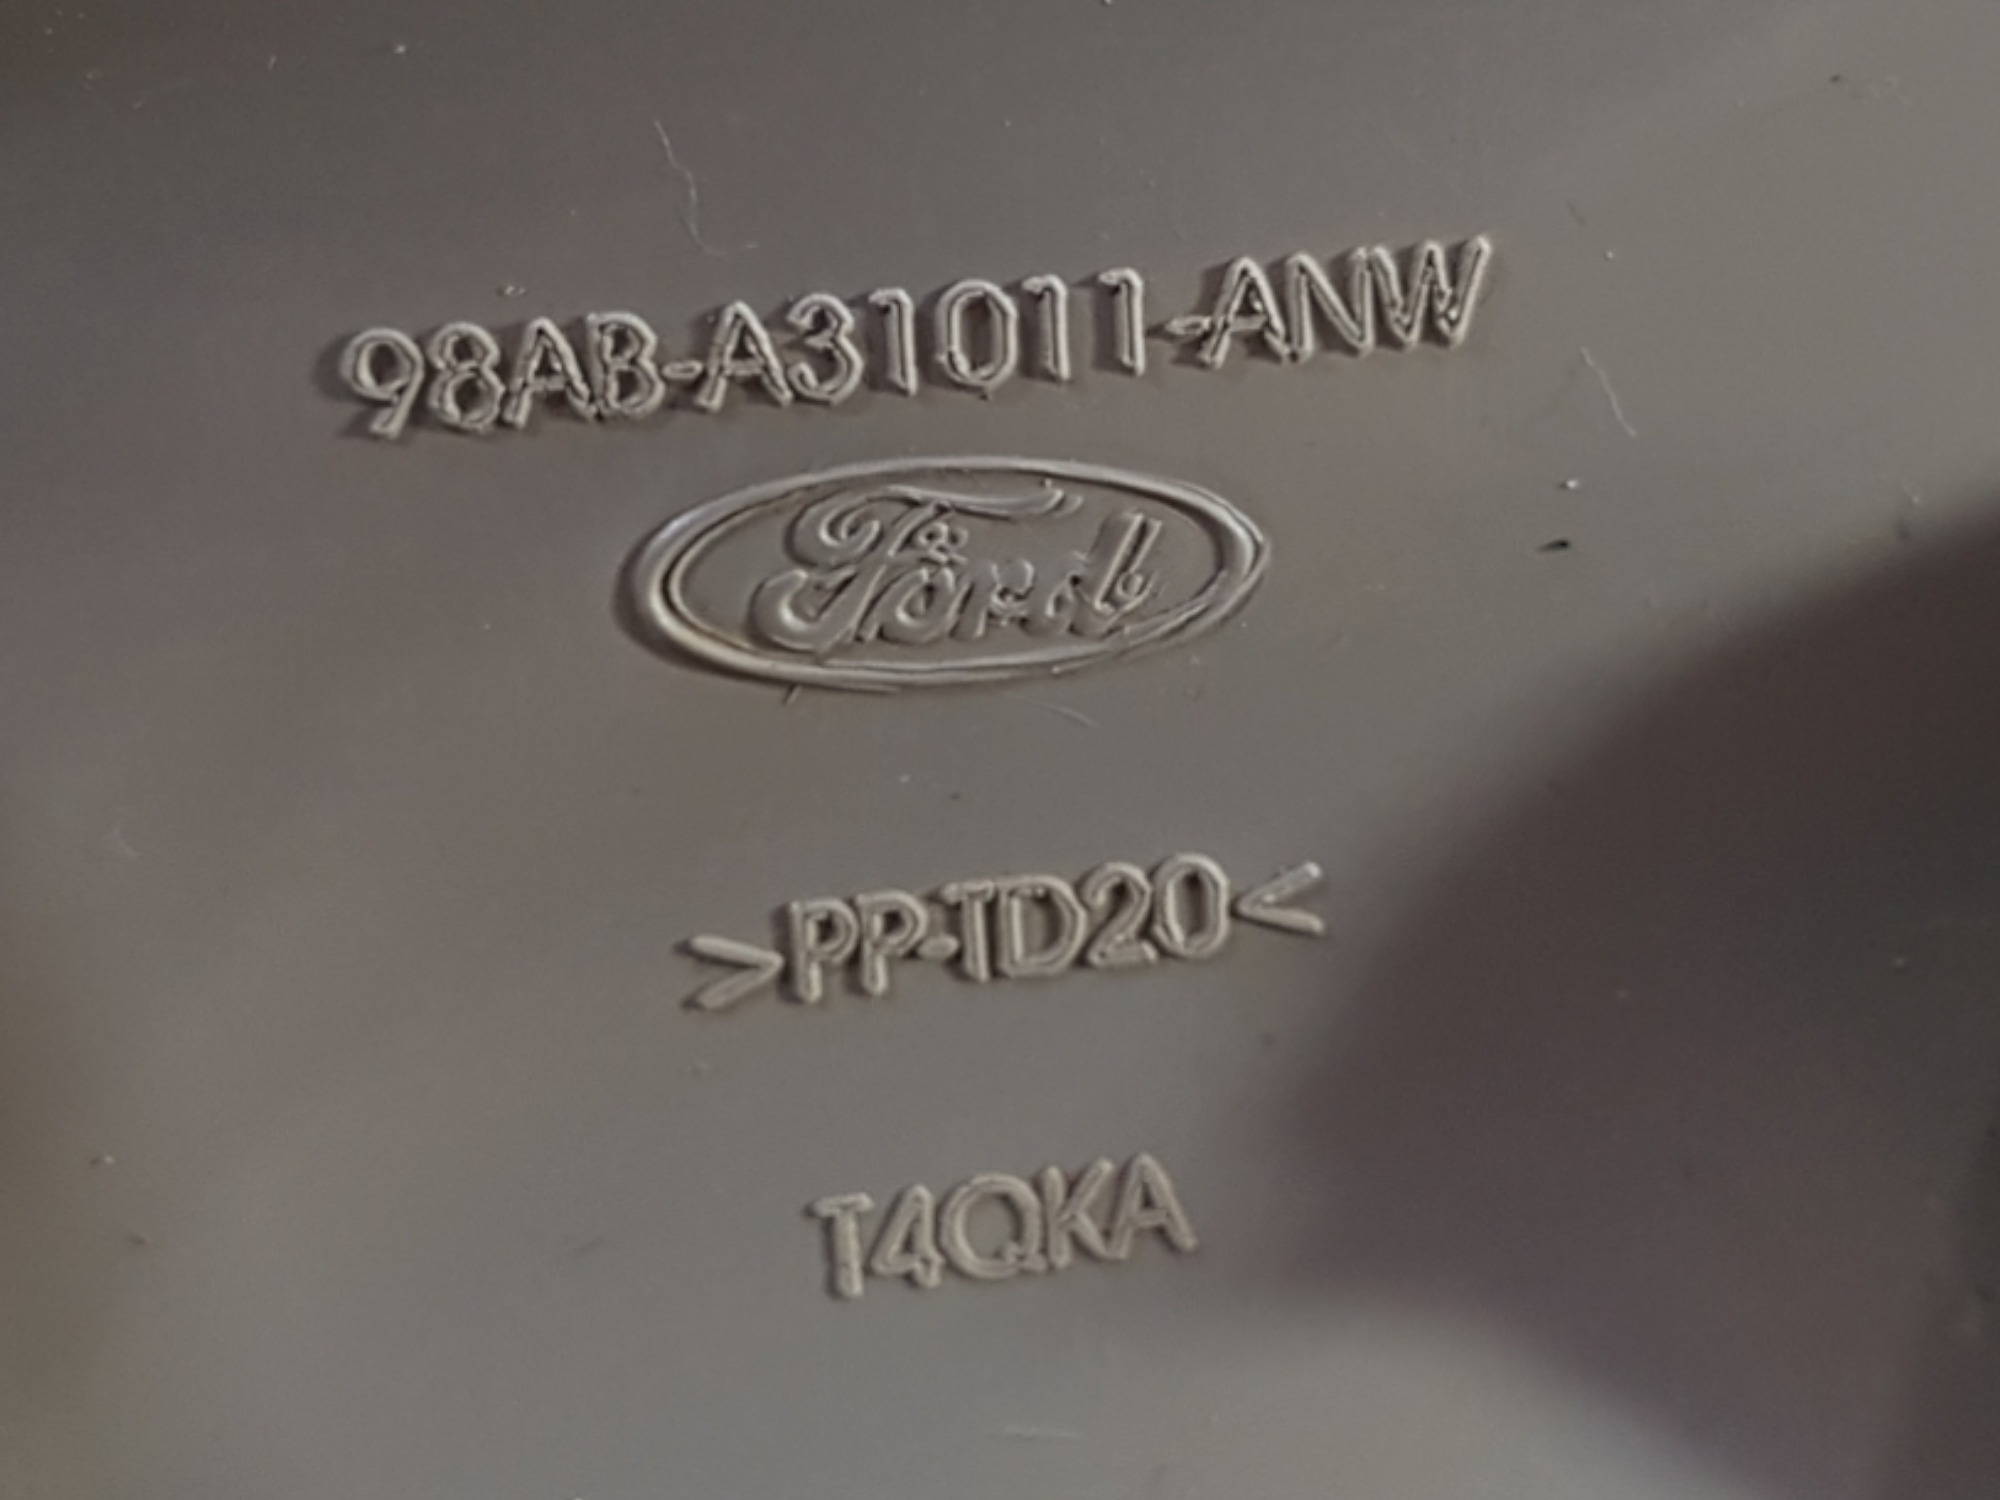 98AB-A31011-ANW
Ford
>PP-TD20<
T4QKA